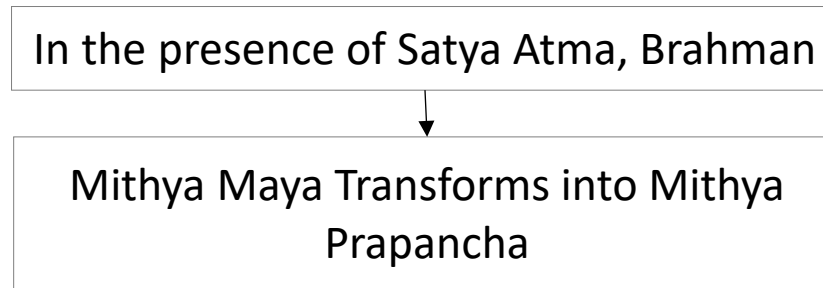 In the presence of Satya Atma, Brahman
Mithya Maya Transforms into Mithya
Prapancha